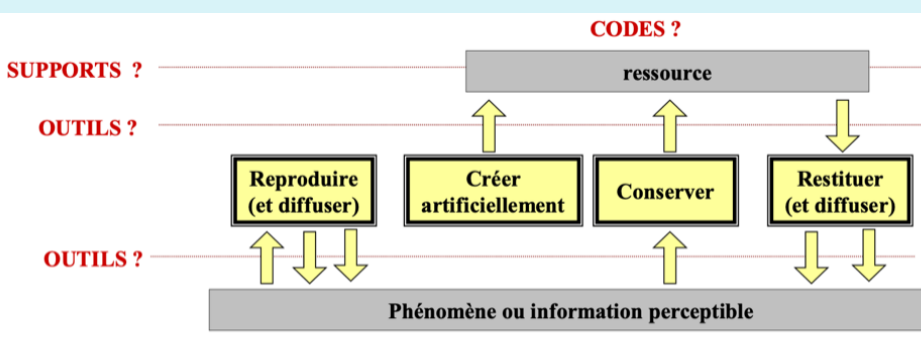 CODES ?
SUPPORTS ?
ressource
OUTILS ?
Reproduire
(et diffuser)
Créer
artificiellement
Conserver
Restituer
(et diffuser)
OUTILS ?
Phénomène ou information perceptible